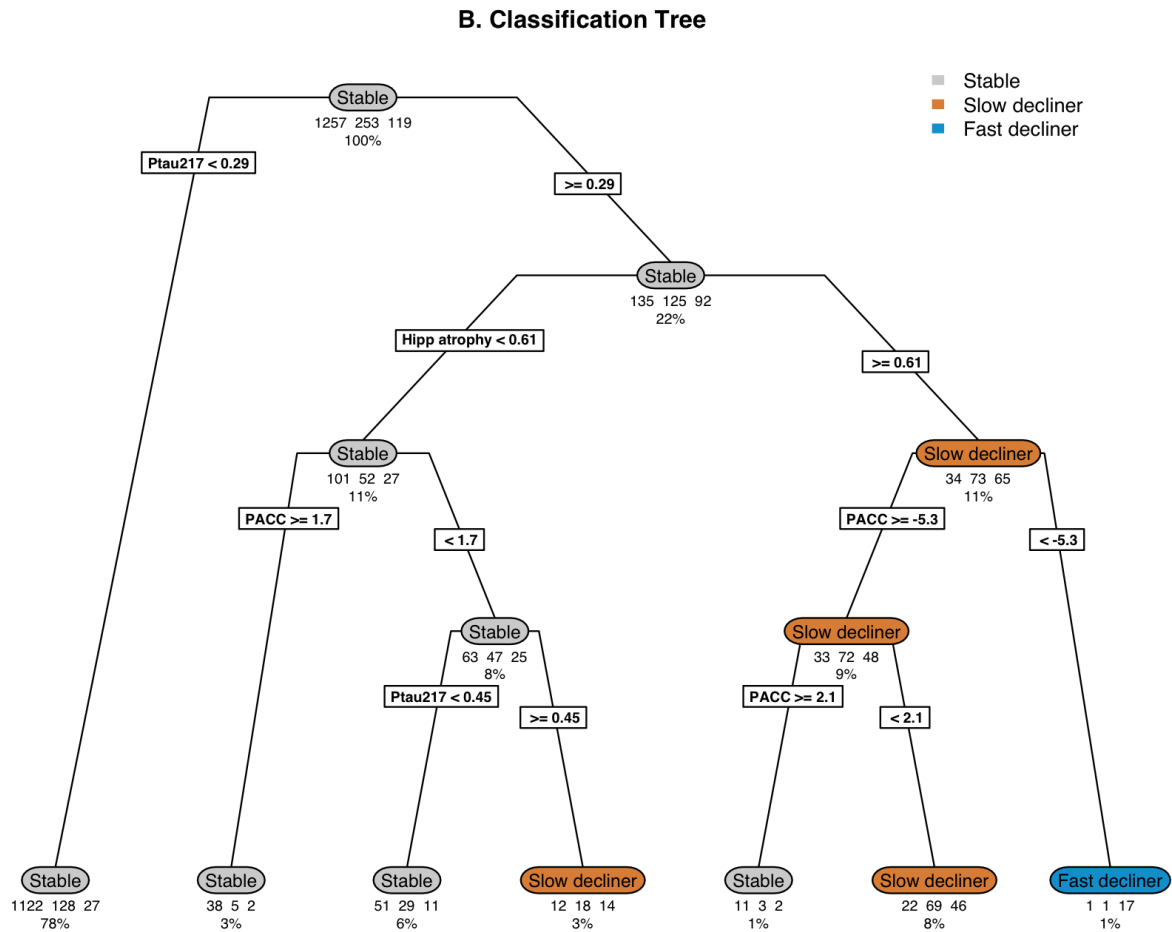 B. Classification Tree
Stable
Slow decliner
Fast decliner
Stable
1257 253 119
100%
Ptau217 < 0.29
>= 0.29
Stable
135 125 92
22%
Hipp atrophy < 0.61
>= 0.61
Stable
101 52 27
11%
Slow decliner
34 73 65
11%
PACC >= 1.7
< 1.7
PACC >= -5.3
< -5.3
Stable
63 47 25
8%
Slow decliner
33 72 48
9%
Ptau217 < 0.45
>= 0.45
PACC >= 2.1
< 2.1
Stable
1122 128 27
78%
Stable
38 5 2
3%
Stable
51 29 11
6%
Slow decliner
12 18 14
3%
Stable
11 3 2
1%
Slow decliner
22 69 46
8%
Fast decliner
1 1 17
1%